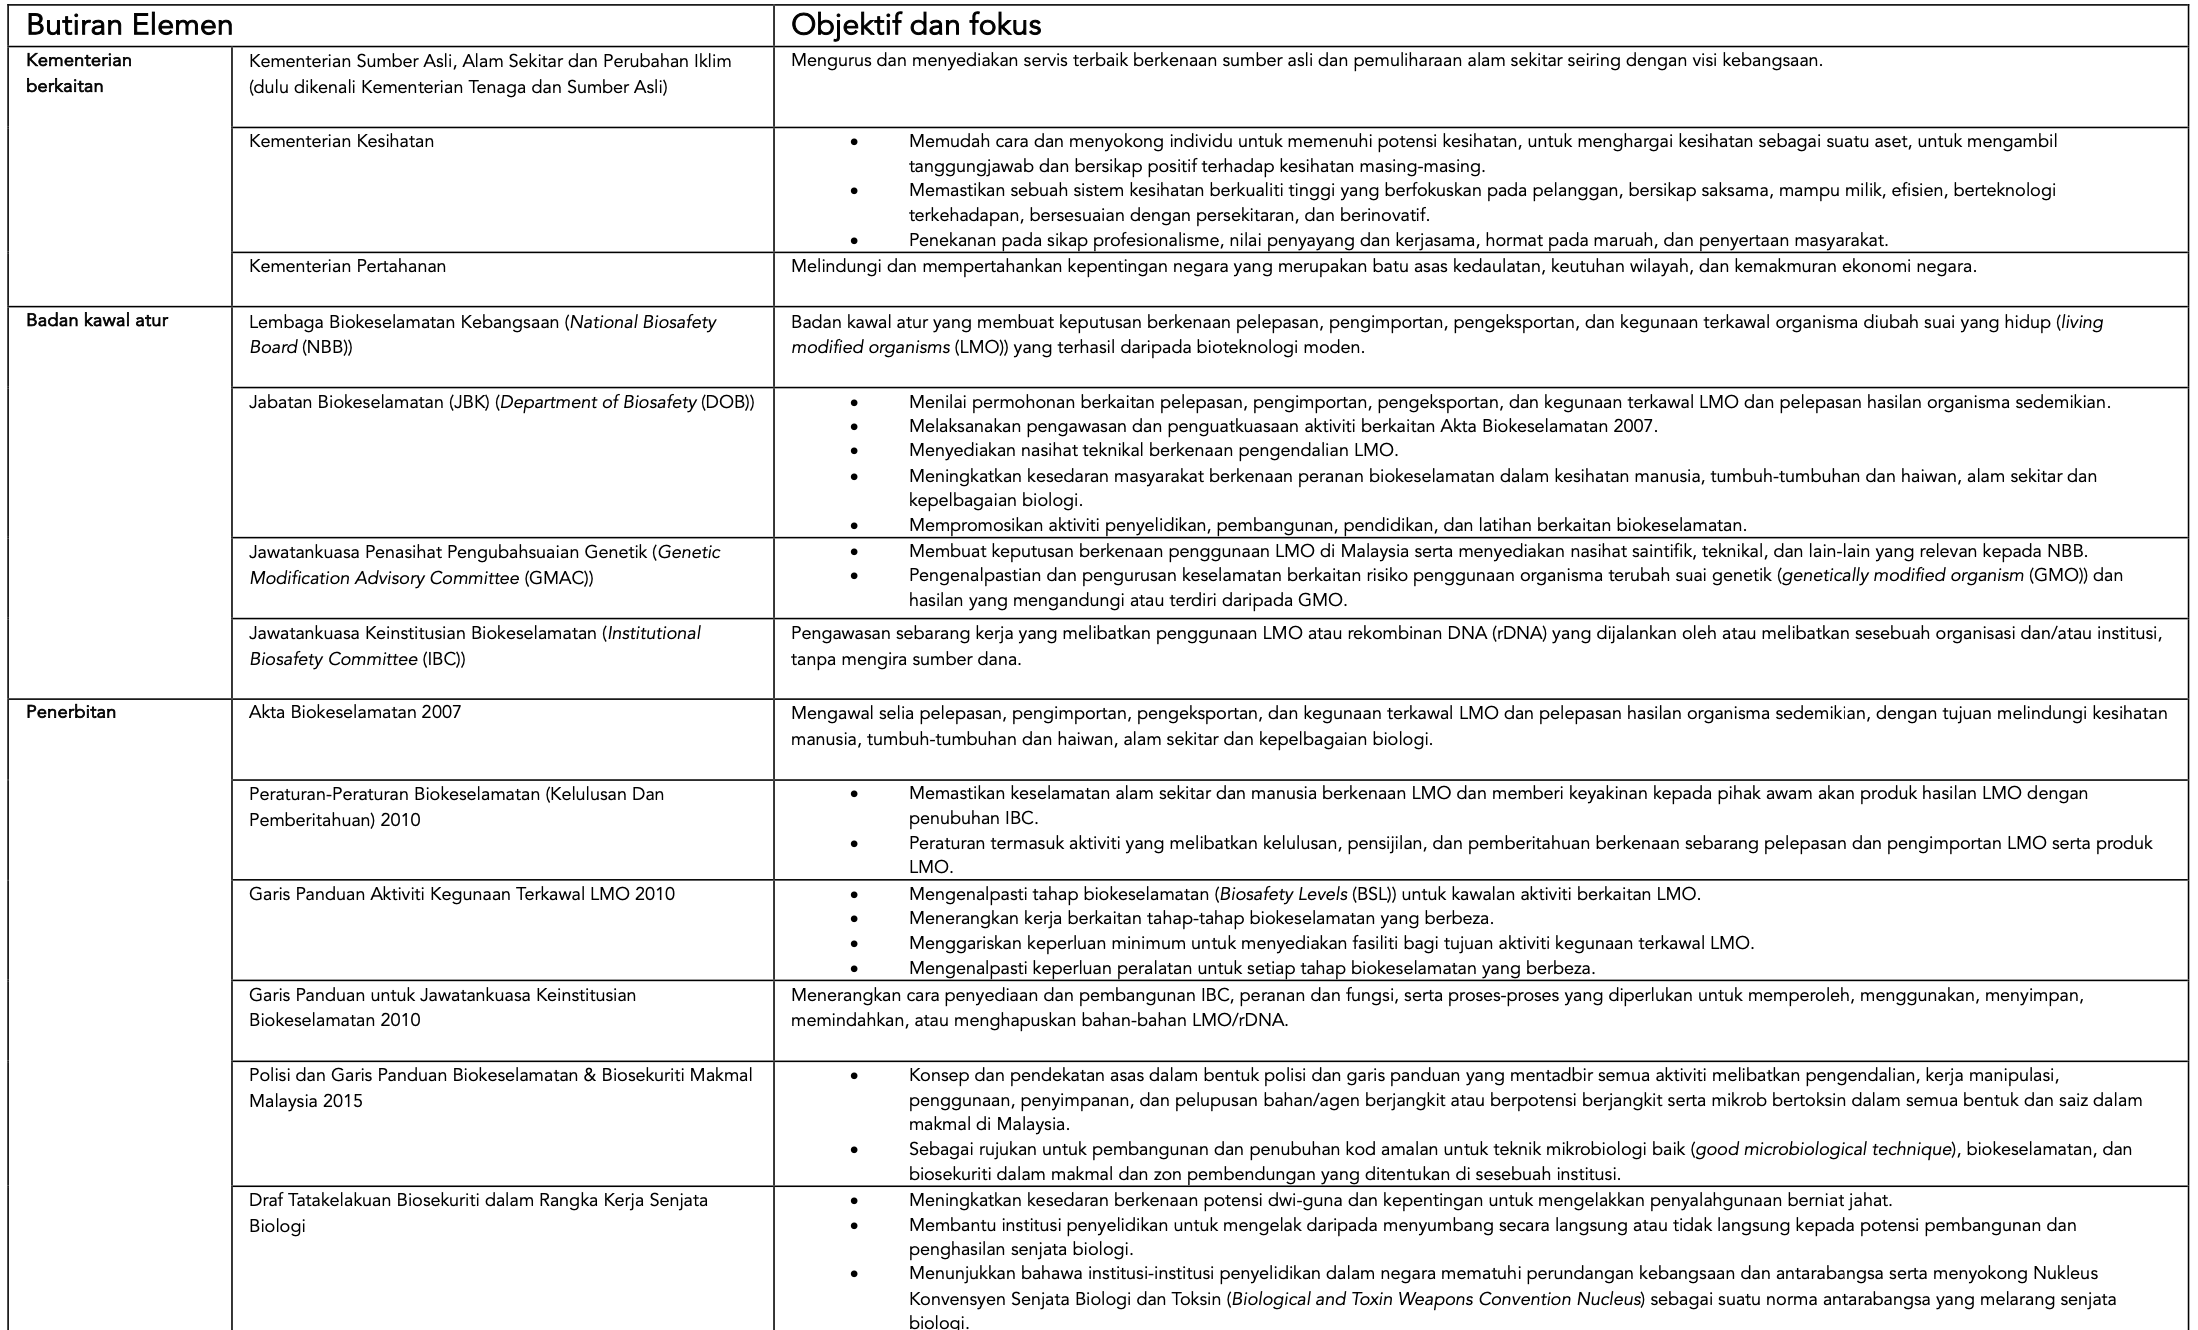 Butiran Elemen
Objektif dan fokus
Kementerian
berkaitan
Kementerian Sumber Asli, Alam Sekitar dan Perubahan Iklim
(dulu dikenali Kementerian Tenaga dan Sumber Asli)
Mengurus dan menyediakan servis terbaik berkenaan sumber asli dan pemuliharaan alam sekitar seiring dengan visi kebangsaan.
Kementerian Kesihatan
• Memudah cara dan menyokong individu untuk memenuhi potensi kesihatan, untuk menghargai kesihatan sebagai suatu aset, untuk mengambil
tanggungjawab dan bersikap positif terhadap kesihatan masing-masing.
• Memastikan sebuah sistem kesihatan berkualiti tinggi yang berfokuskan pada pelanggan, bersikap saksama, mampu milik, efisien, berteknologi
terkehadapan, bersesuaian dengan persekitaran, dan berinovatif.
• Penekanan pada sikap profesionalisme, nilai penyayang dan kerjasama, hormat pada maruah, dan penyertaan masyarakat.
Kementerian Pertahanan
Melindungi dan mempertahankan kepentingan negara yang merupakan batu asas kedaulatan, keutuhan wilayah, dan kemakmuran ekonomi negara.
Badan kawal atur
Lembaga Biokeselamatan Kebangsaan (National Biosafety
Board (NBB))
Badan kawal atur yang membuat keputusan berkenaan pelepasan, pengimportan, pengeksportan, dan kegunaan terkawal organisma diubah suai yang hidup (living
modified organisms (LMO)) yang terhasil daripada bioteknologi moden.
Jabatan Biokeselamatan (JBK) (Department of Biosafety (DOB))
• Menilai permohonan berkaitan pelepasan, pengimportan, pengeksportan, dan kegunaan terkawal LMO dan pelepasan hasilan organisma sedemikian.
• Melaksanakan pengawasan dan penguatkuasaan aktiviti berkaitan Akta Biokeselamatan 2007.
• Menyediakan nasihat teknikal berkenaan pengendalian LMO.
• Meningkatkan kesedaran masyarakat berkenaan peranan biokeselamatan dalam kesihatan manusia, tumbuh-tumbuhan dan haiwan, alam sekitar dan
kepelbagaian biologi.
• Mempromosikan aktiviti penyelidikan, pembangunan, pendidikan, dan latihan berkaitan biokeselamatan.
Jawatankuasa Penasihat Pengubahsuaian Genetik (Genetic
Modification Advisory Committee (GMAC))
• Membuat keputusan berkenaan penggunaan LMO di Malaysia serta menyediakan nasihat saintifik, teknikal, dan lain-lain yang relevan kepada NBB.
• Pengenalpastian dan pengurusan keselamatan berkaitan risiko penggunaan organisma terubah suai genetik (genetically modified organism (GMO)) dan
hasilan yang mengandungi atau terdiri daripada GMO.
Jawatankuasa Keinstitusian Biokeselamatan (Institutional
Biosafety Committee (IBC))
Pengawasan sebarang kerja yang melibatkan penggunaan LMO atau rekombinan DNA (rDNA) yang dijalankan oleh atau melibatkan sesebuah organisasi dan/atau institusi,
tanpa mengira sumber dana.
Penerbitan
Akta Biokeselamatan 2007
Mengawal selia pelepasan, pengimportan, pengeksportan, dan kegunaan terkawal LMO dan pelepasan hasilan organisma sedemikian, dengan tujuan melindungi kesihatan
manusia, tumbuh-tumbuhan dan haiwan, alam sekitar dan kepelbagaian biologi.
Peraturan-Peraturan Biokeselamatan (Kelulusan Dan
Pemberitahuan) 2010
• Memastikan keselamatan alam sekitar dan manusia berkenaan LMO dan memberi keyakinan kepada pihak awam akan produk hasilan LMO dengan
penubuhan IBC.
• Peraturan termasuk aktiviti yang melibatkan kelulusan, pensijilan, dan pemberitahuan berkenaan sebarang pelepasan dan pengimportan LMO serta produk
LMO.
Garis Panduan Aktiviti Kegunaan Terkawal LMO 2010
• Mengenalpasti tahap biokeselamatan (Biosafety Levels (BSL)) untuk kawalan aktiviti berkaitan LMO.
• Menerangkan kerja berkaitan tahap-tahap biokeselamatan yang berbeza.
• Menggariskan keperluan minimum untuk menyediakan fasiliti bagi tujuan aktiviti kegunaan terkawal LMO.
• Mengenalpasti keperluan peralatan untuk setiap tahap biokeselamatan yang berbeza.
Garis Panduan untuk Jawatankuasa Keinstitusian
Biokeselamatan 2010
Menerangkan cara penyediaan dan pembangunan IBC, peranan dan fungsi, serta proses-proses yang diperlukan untuk memperoleh, menggunakan, menyimpan,
memindahkan, atau menghapuskan bahan-bahan LMO/rDNA.
Polisi dan Garis Panduan Biokeselamatan & Biosekuriti Makmal
Malaysia 2015
• Konsep dan pendekatan asas dalam bentuk polisi dan garis panduan yang mentadbir semua aktiviti melibatkan pengendalian, kerja manipulasi,
penggunaan, penyimpanan, dan pelupusan bahan/agen berjangkit atau berpotensi berjangkit serta mikrob bertoksin dalam semua bentuk dan saiz dalam
makmal di Malaysia.
• Sebagai rujukan untuk pembangunan dan penubuhan kod amalan untuk teknik mikrobiologi baik (good microbiological technique), biokeselamatan, dan
biosekuriti dalam makmal dan zon pembendungan yang ditentukan di sesebuah institusi.
Draf Tatakelakuan Biosekuriti dalam Rangka Kerja Senjata
Biologi
• Meningkatkan kesedaran berkenaan potensi dwi-guna dan kepentingan untuk mengelakkan penyalahgunaan berniat jahat.
• Membantu institusi penyelidikan untuk mengelak daripada menyumbang secara langsung atau tidak langsung kepada potensi pembangunan dan
penghasilan senjata biologi.
• Menunjukkan bahawa institusi-institusi penyelidikan dalam negara mematuhi perundangan kebangsaan dan antarabangsa serta menyokong Nukleus
Konvensyen Senjata Biologi dan Toksin (Biological and Toxin Weapons Convention Nucleus) sebagai suatu norma antarabangsa yang melarang senjata
biologi.